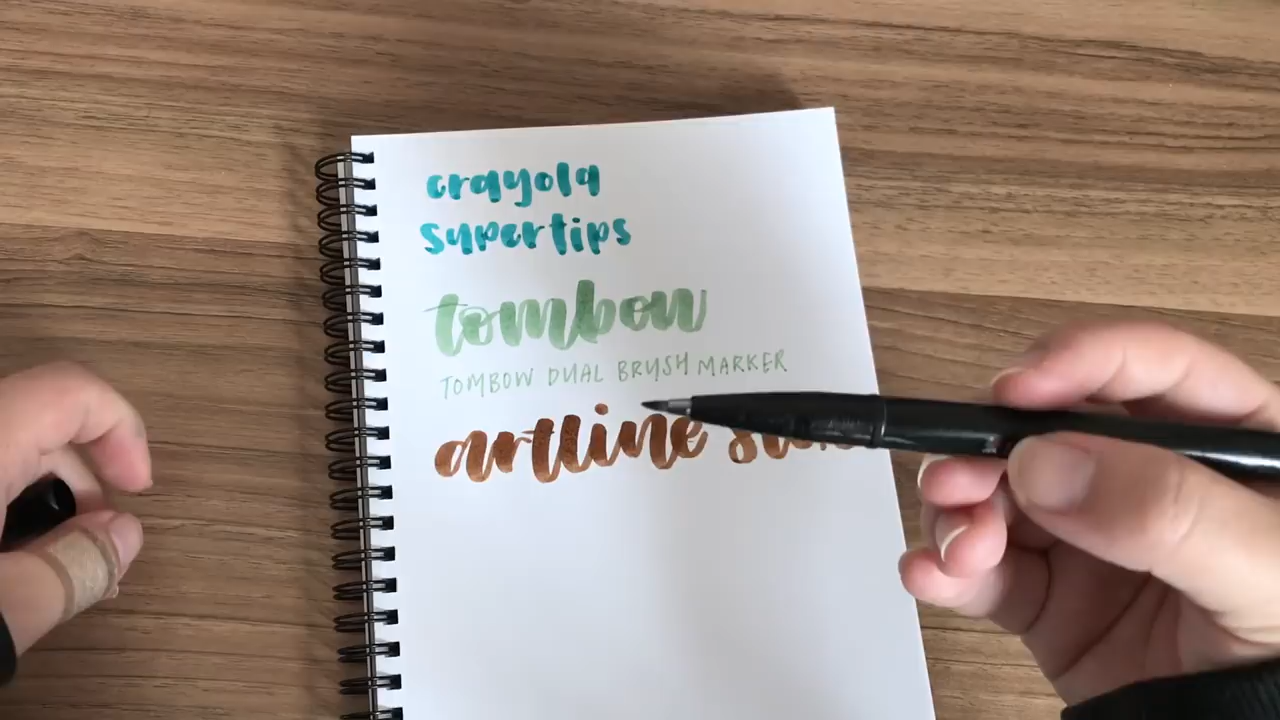 crayola
supertips
tombow
TOMBOW DUAL BRUSH MARKER
artline